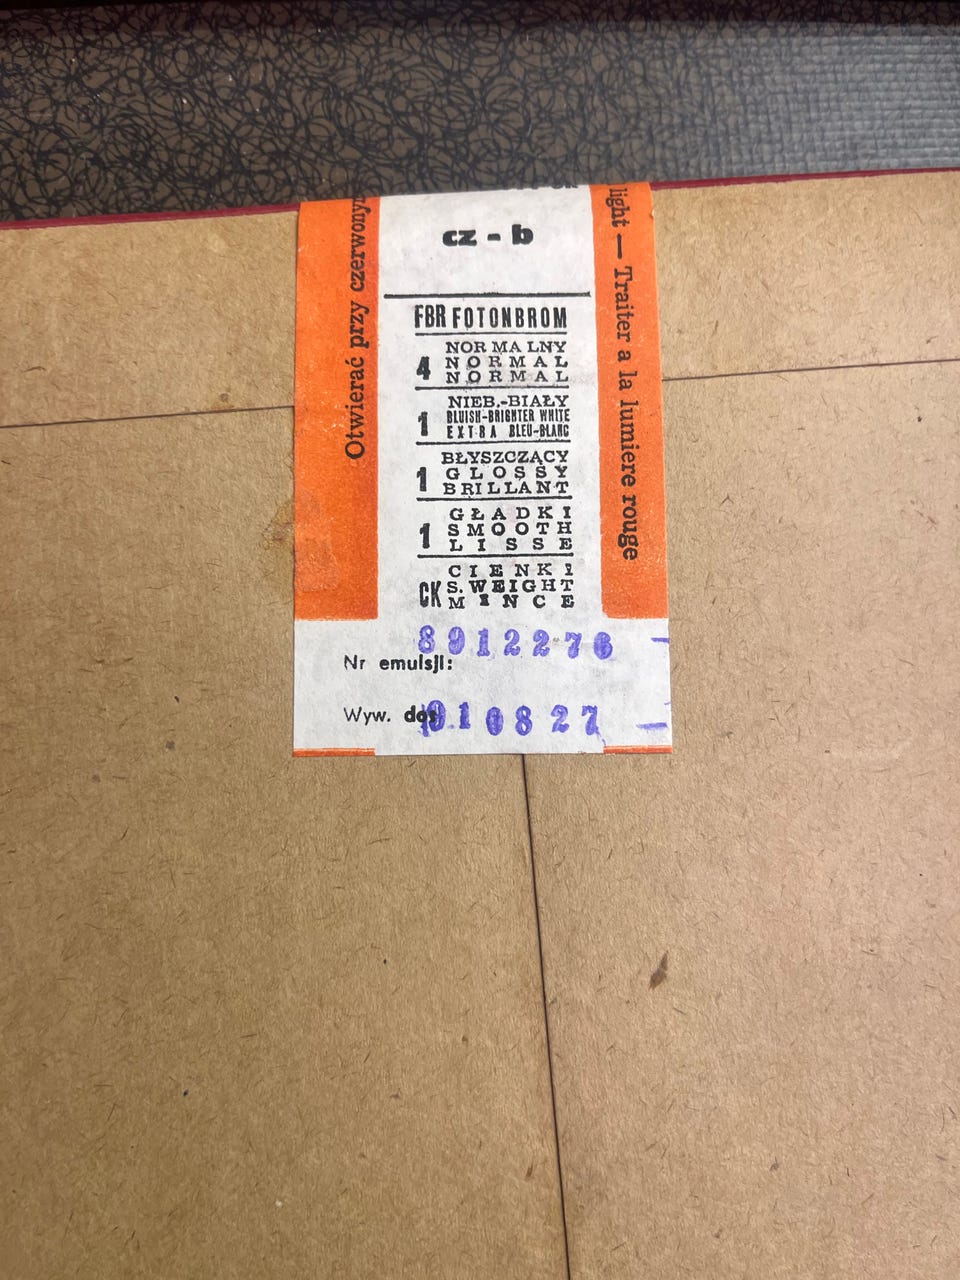 cz - b
FBR FOTONBROM
4
NORMALNY
NORMAL
NORMAL
1
NIEB.-BIAŁY
BLUISH-BRIGHTER WHITE
EXTRA BLEU-BLANC
1
BŁYSZCZĄCY
GLOSSY
BRILLANT
1
GŁADKI
SMOOTH
LISSE
CK
CIENKI
S.WEIGHT
MINCE
8912276 -
Nr emulsji:
Wyw. do: 910827 -
Otwierać przy czerwony
light — Traiter a la lumiere rouge